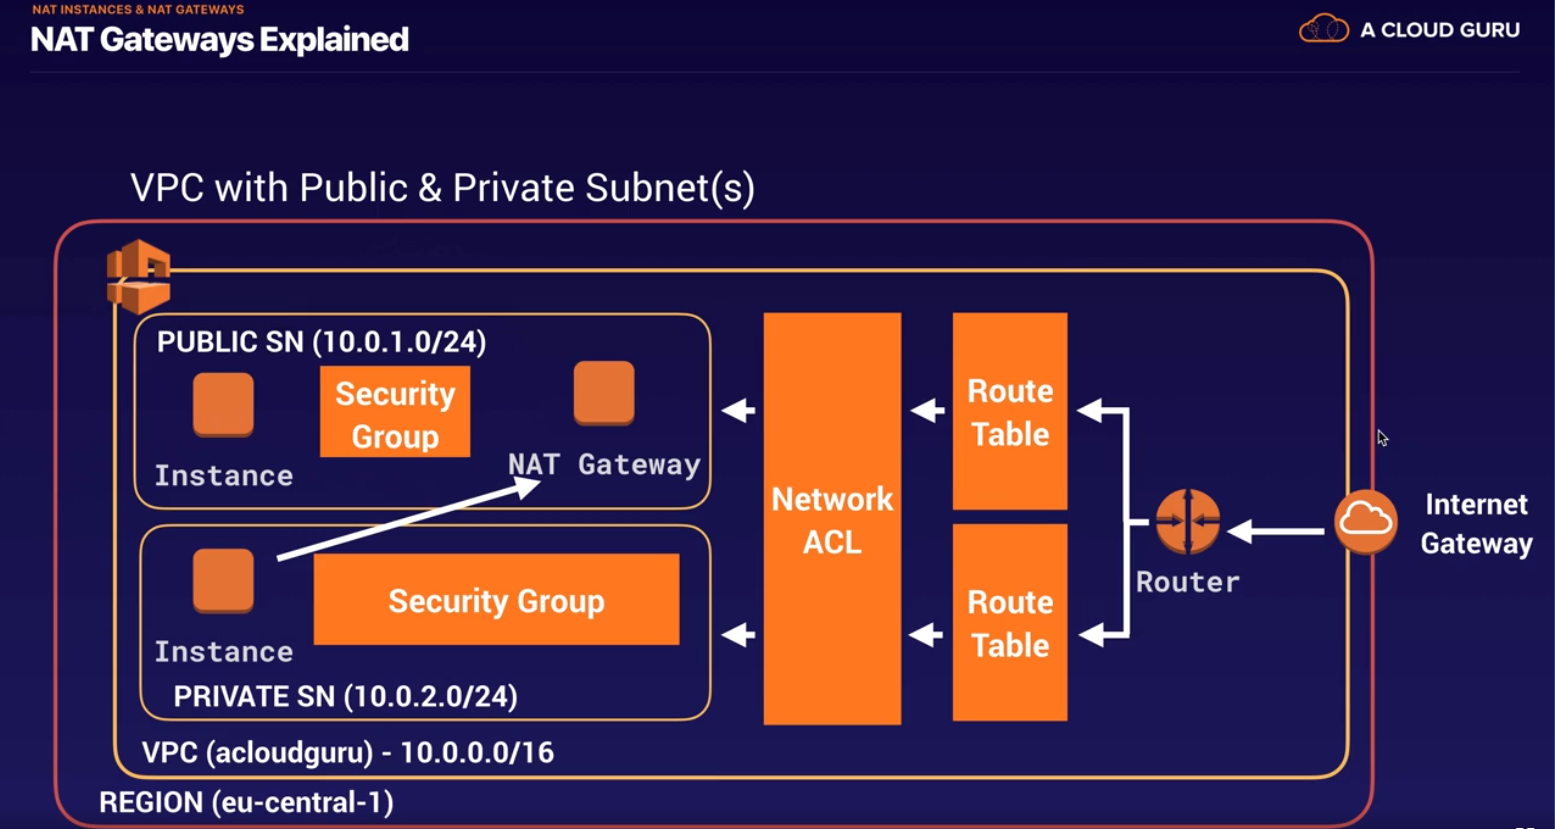 NAT INSTANCES & NAT GATEWAYS
NAT Gateways Explained
A CLOUD GURU
VPC with Public & Private Subnet(s)
PUBLIC SN (10.0.1.0/24)
Security
Group
Instance
NAT Gateway
Security Group
Instance
PRIVATE SN (10.0.2.0/24)
Network
ACL
Route
Table
Route
Table
Router
Internet
Gateway
VPC (acloudguru) - 10.0.0.0/16
REGION (eu-central-1)